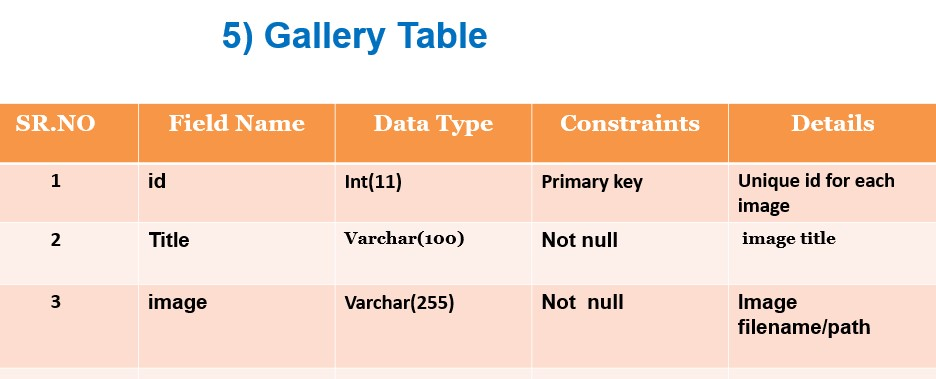 5) Gallery Table
SR.NO Field Name Data Type Constraints Details
1 id Int(11) Primary key Unique id for each
image
2 Title Varchar(100) Not null image title
3 image Varchar(255) Not null Image
filename/path